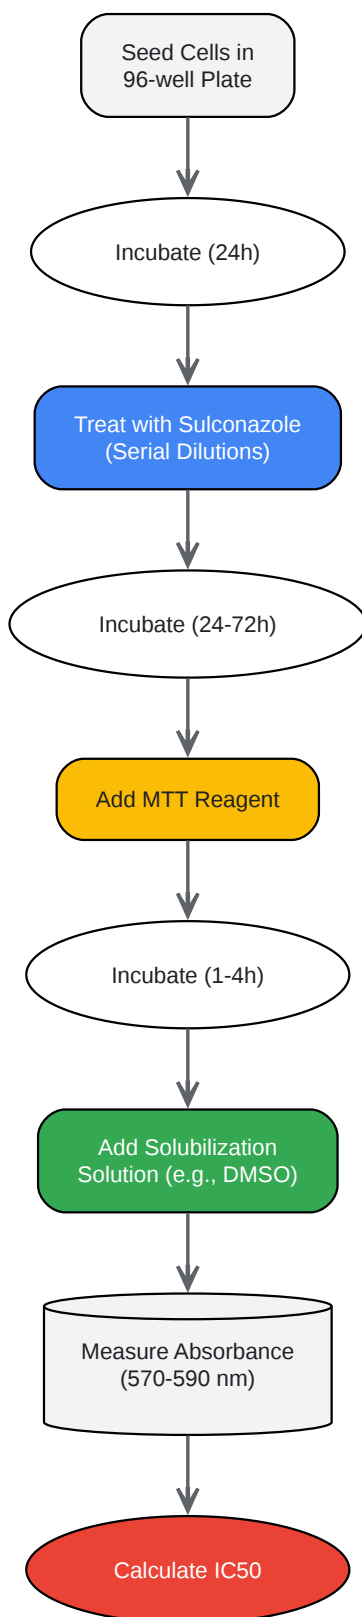 Seed Cells in
96-well Plate
Incubate (24h)
Treat with Sulconazole
(Serial Dilutions)
Incubate (24-72h)
Add MTT Reagent
Incubate (1-4h)
Add Solubilization
Solution (e.g., DMSO)
Measure Absorbance
(570-590 nm)
Calculate IC50